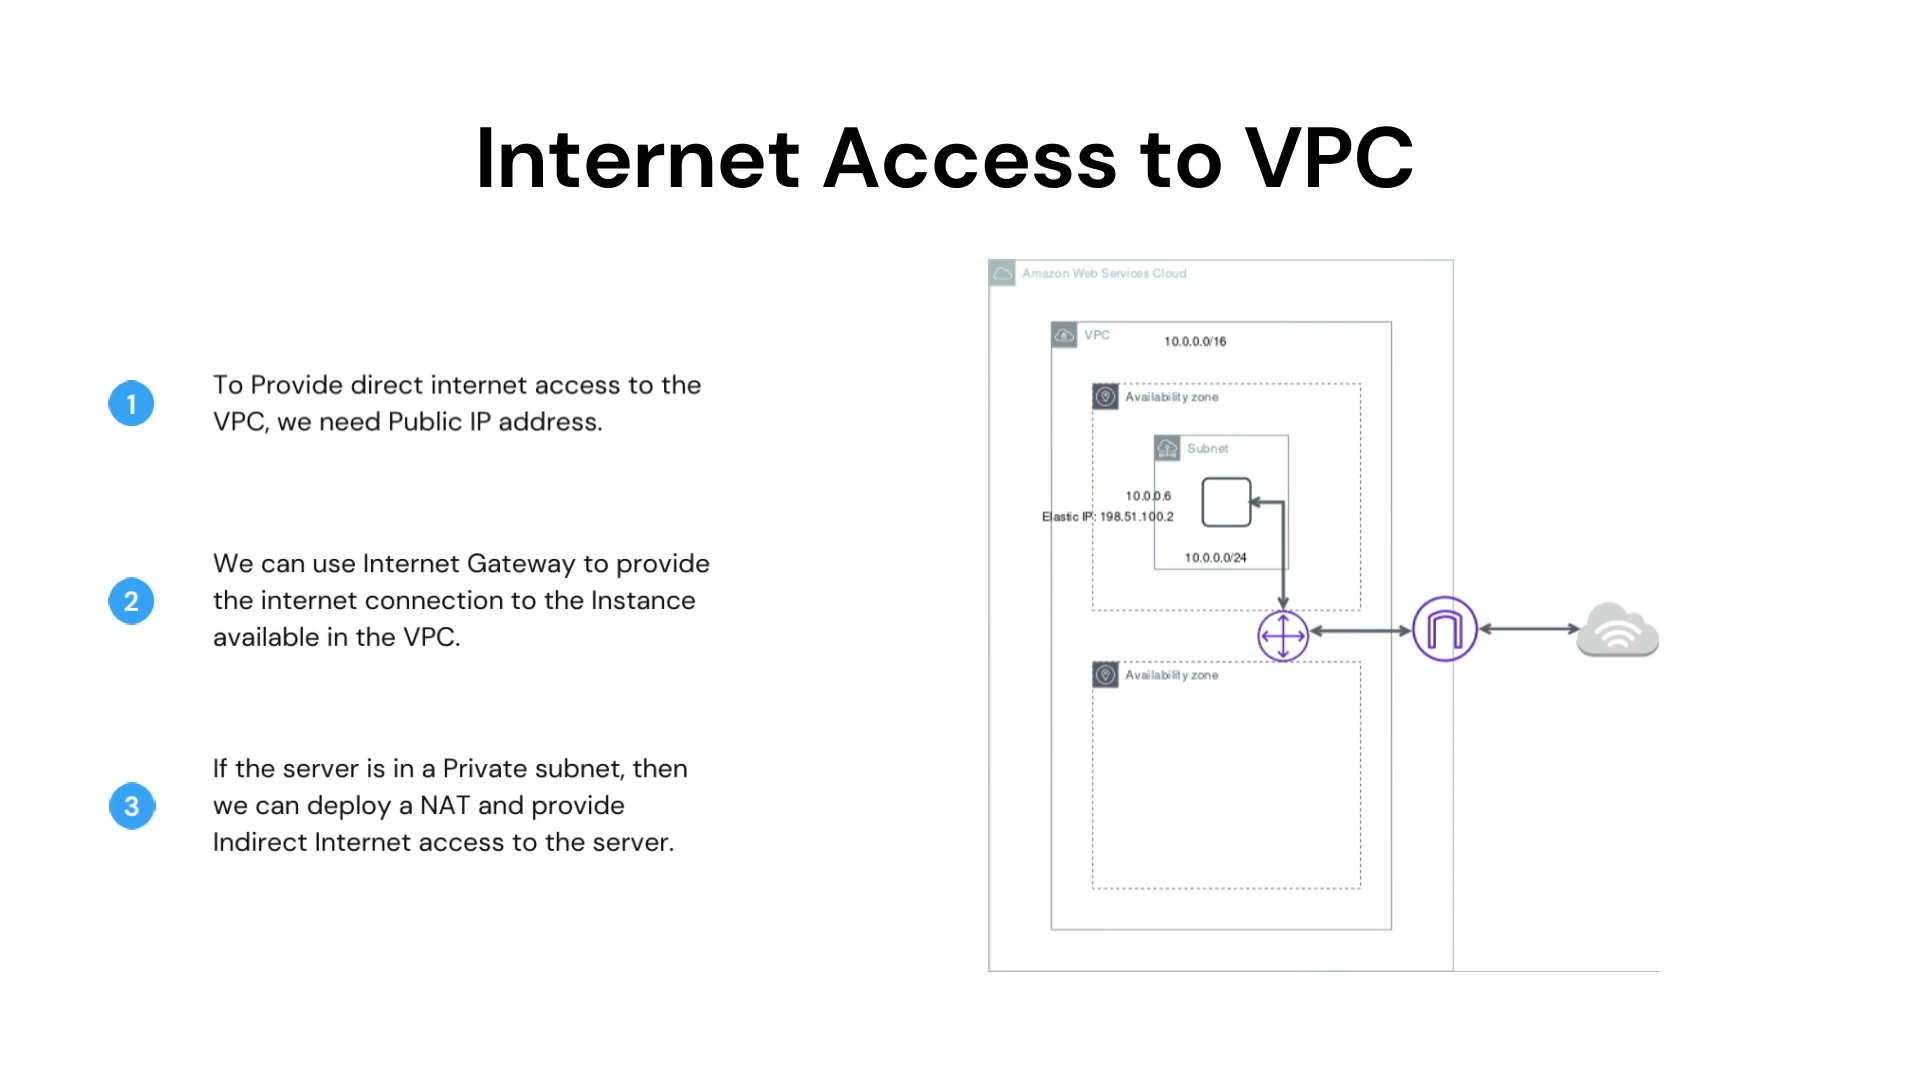 Internet Access to VPC
1
To Provide direct internet access to the
VPC, we need Public IP address.
2
We can use Internet Gateway to provide
the internet connection to the Instance
available in the VPC.
3
If the server is in a Private subnet, then
we can deploy a NAT and provide
Indirect Internet access to the server.
Amazon Web Services Cloud
VPC
10.0.0.0/16
Availability zone
Subnet
10.0.0.6
Elastic IP: 198.51.100.2
10.0.0.0/24
Availability zone